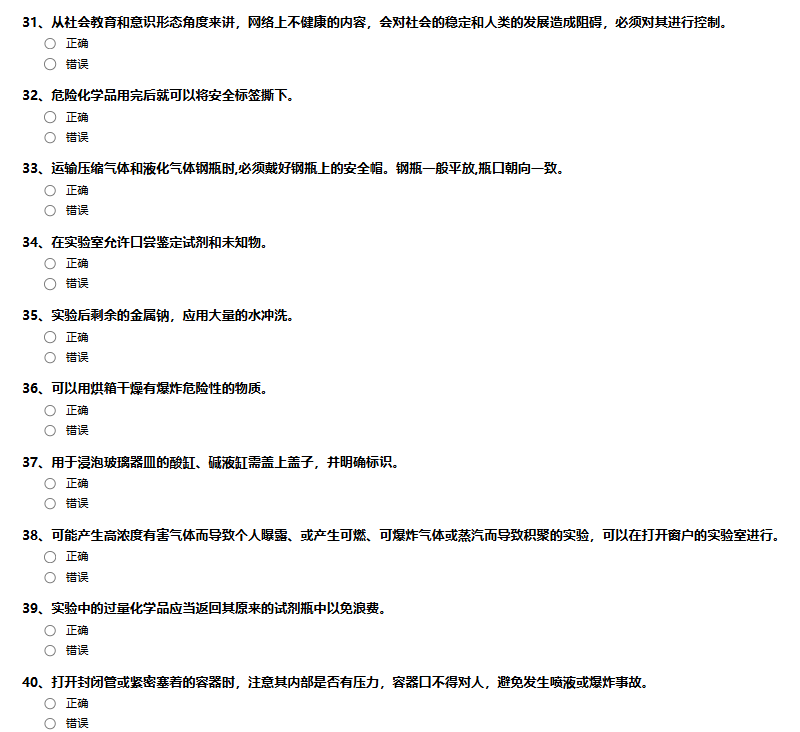 31、从社会教育和意识形态角度来讲，网络上不健康的内容，会对社会的稳定和人类的发展造成阻碍，必须对其进行控制。
正确
错误
32、危险化学品用完后就可以将安全标签撕下。
正确
错误
33、运输压缩气体和液化气体钢瓶时,必须戴好钢瓶上的安全帽。钢瓶一般平放,瓶口朝向一致。
正确
错误
34、在实验室允许口尝鉴定试剂和未知物。
正确
错误
35、实验后剩余的金属钠，应用大量的水冲洗。
正确
错误
36、可以用烘箱干燥有爆炸危险性的物质。
正确
错误
37、用于浸泡玻璃器皿的酸缸、碱液缸需盖上盖子，并明确标识。
正确
错误
38、可能产生高浓度有害气体而导致个人曝露、或产生可燃、可爆炸气体或蒸汽而导致积聚的实验，可以在打开窗户的实验室进行。
正确
错误
39、实验中的过量化学品应当返回其原来的试剂瓶中以免浪费。
正确
错误
40、打开封闭管或紧密塞着的容器时，注意其内部是否有压力，容器口不得对人，避免发生喷液或爆炸事故。
正确
错误